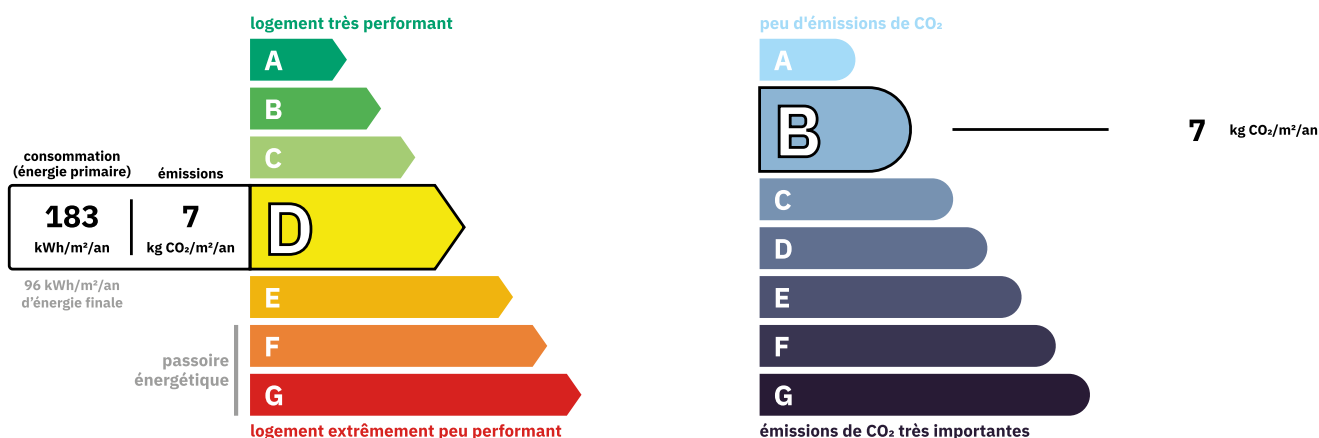 logement très performant
A
B
C
consommation
(énergie primaire)
émissions
183
kWh/m²/an
7
kg CO₂/m²/an
D
96 kWh/m²/an
d'énergie finale
E
passoire
énergétique
F
G
logement extrêmement peu performant
peu d'émissions de CO₂
A
B
7 kg CO₂/m²/an
C
D
E
F
G
émissions de CO₂ très importantes